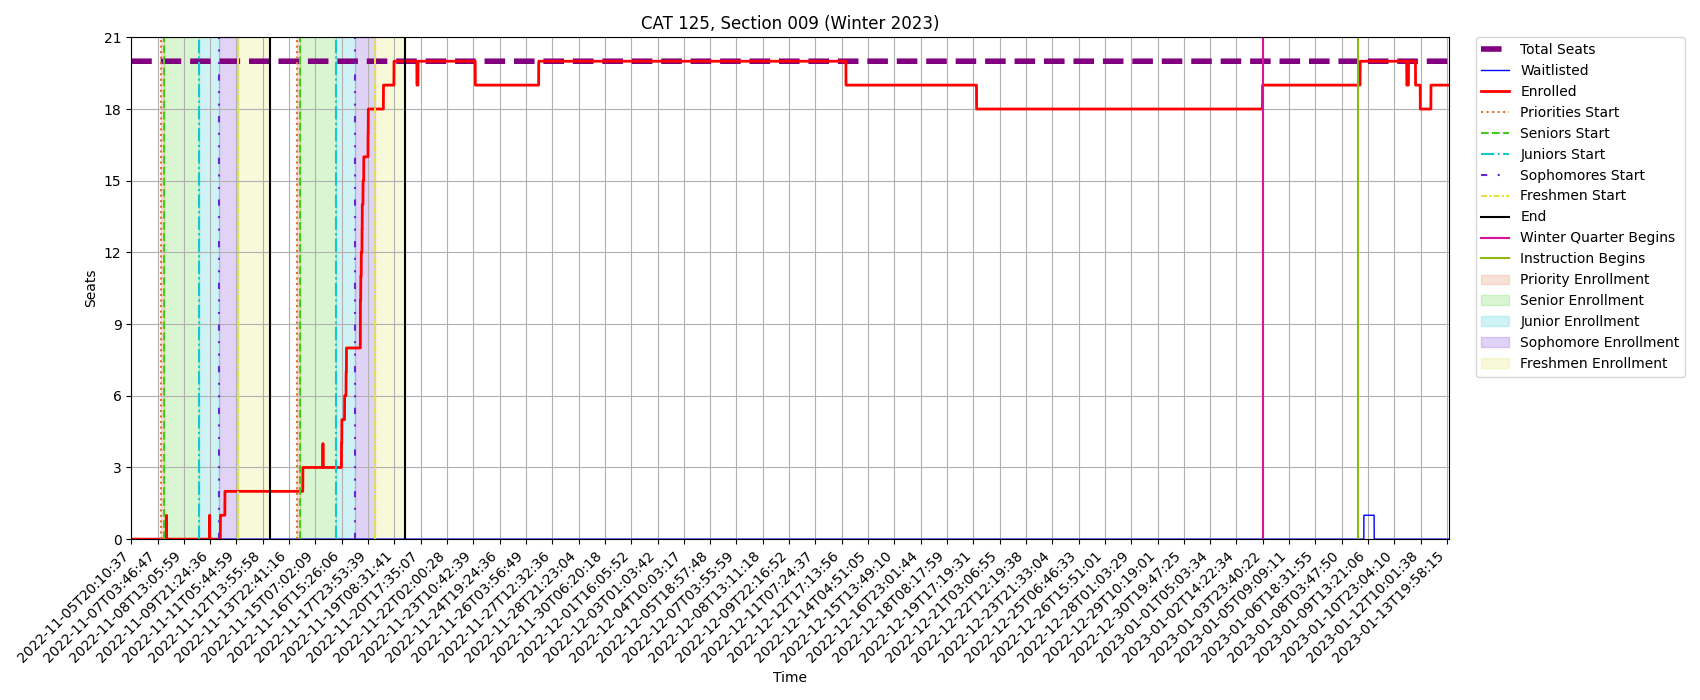 CAT 125, Section 009 (Winter 2023)
21
18
15
12
9
6
3
0
Seats
2022-11-05T20:10:37
2022-11-07T03:46:47
2022-11-08T13:05:59
2022-11-09T21:24:36
2022-11-11T05:44:59
2022-11-12T13:55:58
2022-11-13T22:41:16
2022-11-15T07:02:09
2022-11-16T15:26:06
2022-11-17T23:53:39
2022-11-19T08:31:41
2022-11-20T17:35:07
2022-11-22T02:00:28
2022-11-23T10:42:39
2022-11-24T19:24:36
2022-11-26T03:56:49
2022-11-27T12:32:36
2022-11-28T21:23:04
2022-11-30T06:20:18
2022-12-01T16:05:52
2022-12-03T01:03:42
2022-12-04T10:03:17
2022-12-05T18:57:48
2022-12-07T03:55:59
2022-12-08T13:11:18
2022-12-09T22:16:52
2022-12-11T07:24:37
2022-12-12T17:13:56
2022-12-14T04:51:05
2022-12-15T13:49:10
2022-12-16T23:01:44
2022-12-18T08:17:59
2022-12-19T17:19:31
2022-12-21T03:06:55
2022-12-22T12:19:38
2022-12-23T21:33:04
2022-12-25T06:46:33
2022-12-26T15:51:01
2022-12-28T01:03:29
2022-12-29T10:19:01
2022-12-30T19:47:25
2023-01-01T05:03:34
2023-01-02T14:22:34
2023-01-03T23:40:22
2023-01-05T09:09:11
2023-01-06T18:31:55
2023-01-08T03:47:50
2023-01-09T13:21:06
2023-01-10T23:04:10
2023-01-12T10:01:38
2023-01-13T19:58:15
Time
Total Seats
Waitlisted
Enrolled
Priorities Start
Seniors Start
Juniors Start
Sophomores Start
Freshmen Start
End
Winter Quarter Begins
Instruction Begins
Priority Enrollment
Senior Enrollment
Junior Enrollment
Sophomore Enrollment
Freshmen Enrollment